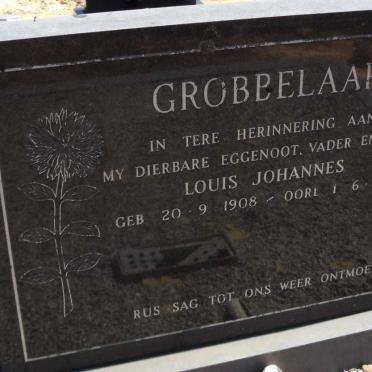 GROBBELAAR
IN TERE HERINNERING AAN
MY DIERBARE EGGENOOT, VADER EN
LOUIS JOHANNES
GEB 20 9 1908 - OORL 1 6
RUS SAG TOT ONS WEER ONTMOE